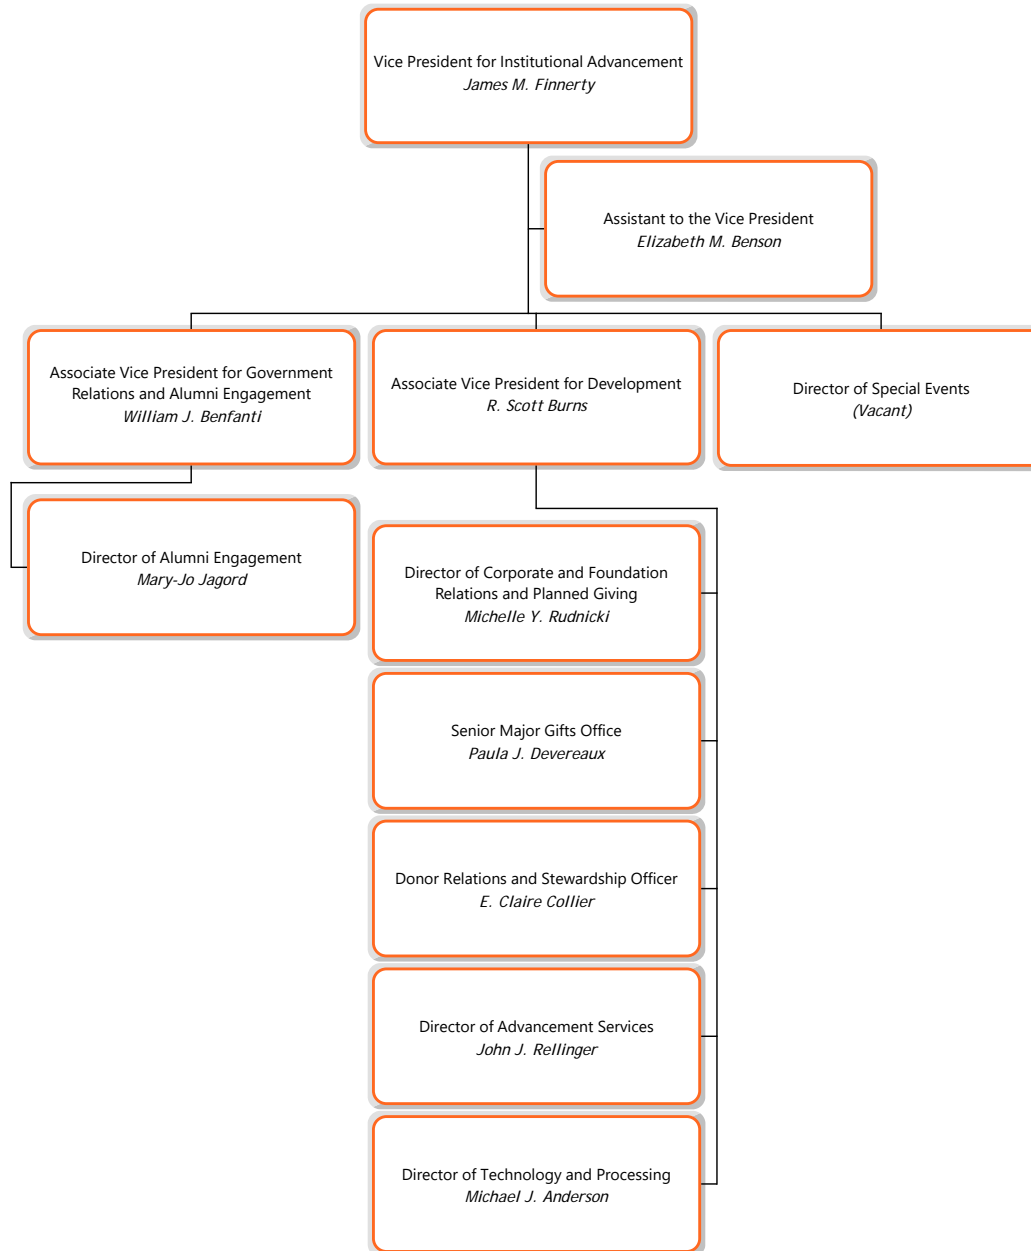 Vice President for Institutional Advancement
James M. Finnerty
Assistant to the Vice President
Elizabeth M. Benson
Associate Vice President for Government
Relations and Alumni Engagement
William J. Benfanti
Associate Vice President for Development
R. Scott Burns
Director of Special Events
(Vacant)
Director of Alumni Engagement
Mary-Jo Jagord
Director of Corporate and Foundation
Relations and Planned Giving
Michelle Y. Rudnicki
Senior Major Gifts Office
Paula J. Devereaux
Donor Relations and Stewardship Officer
E. Claire Collier
Director of Advancement Services
John J. Rellinger
Director of Technology and Processing
Michael J. Anderson